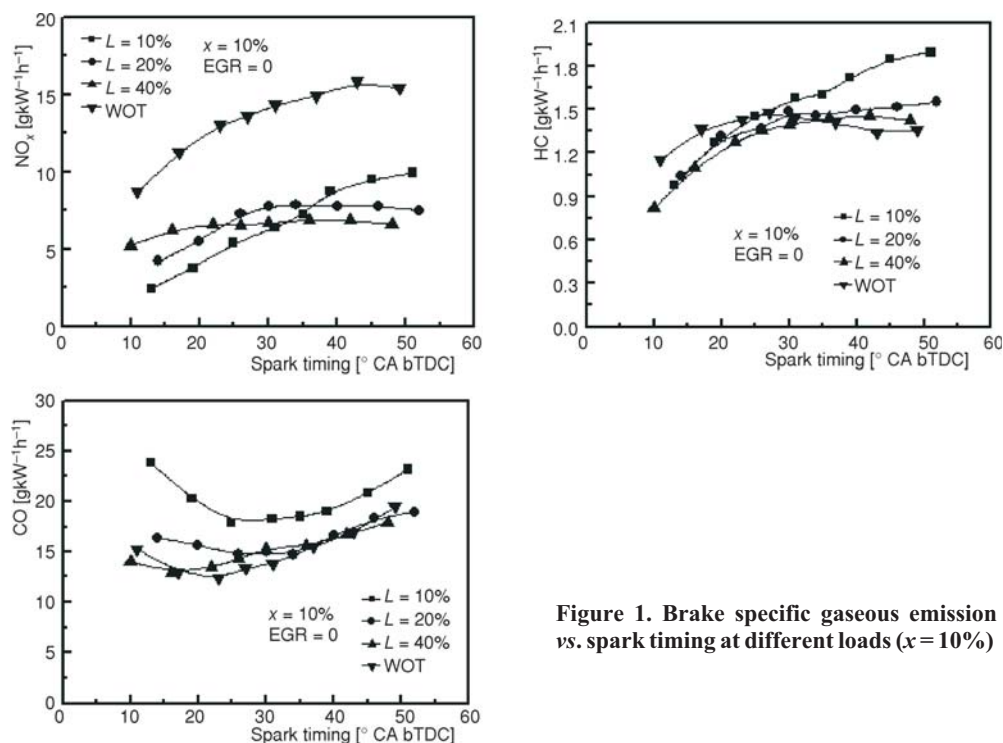 20
15
10
5
0
NOₓ [gkW⁻¹h⁻¹]
L = 10%
L = 20%
L = 40%
WOT
x = 10%
EGR = 0
0 10 20 30 40 50 60
Spark timing [° CA bTDC]
2.1
1.8
1.5
1.2
0.9
0.6
0.3
0.0
HC [gkW⁻¹h⁻¹]
x = 10%
EGR = 0
L = 10%
L = 20%
L = 40%
WOT
0 10 20 30 40 50 60
Spark timing [° CA bTDC]
30
25
20
15
10
5
0
CO [gkW⁻¹h⁻¹]
x = 10%
EGR = 0
L = 10%
L = 20%
L = 40%
WOT
0 10 20 30 40 50 60
Spark timing [° CA bTDC]
Figure 1. Brake specific gaseous emission
vs. spark timing at different loads (x = 10%)